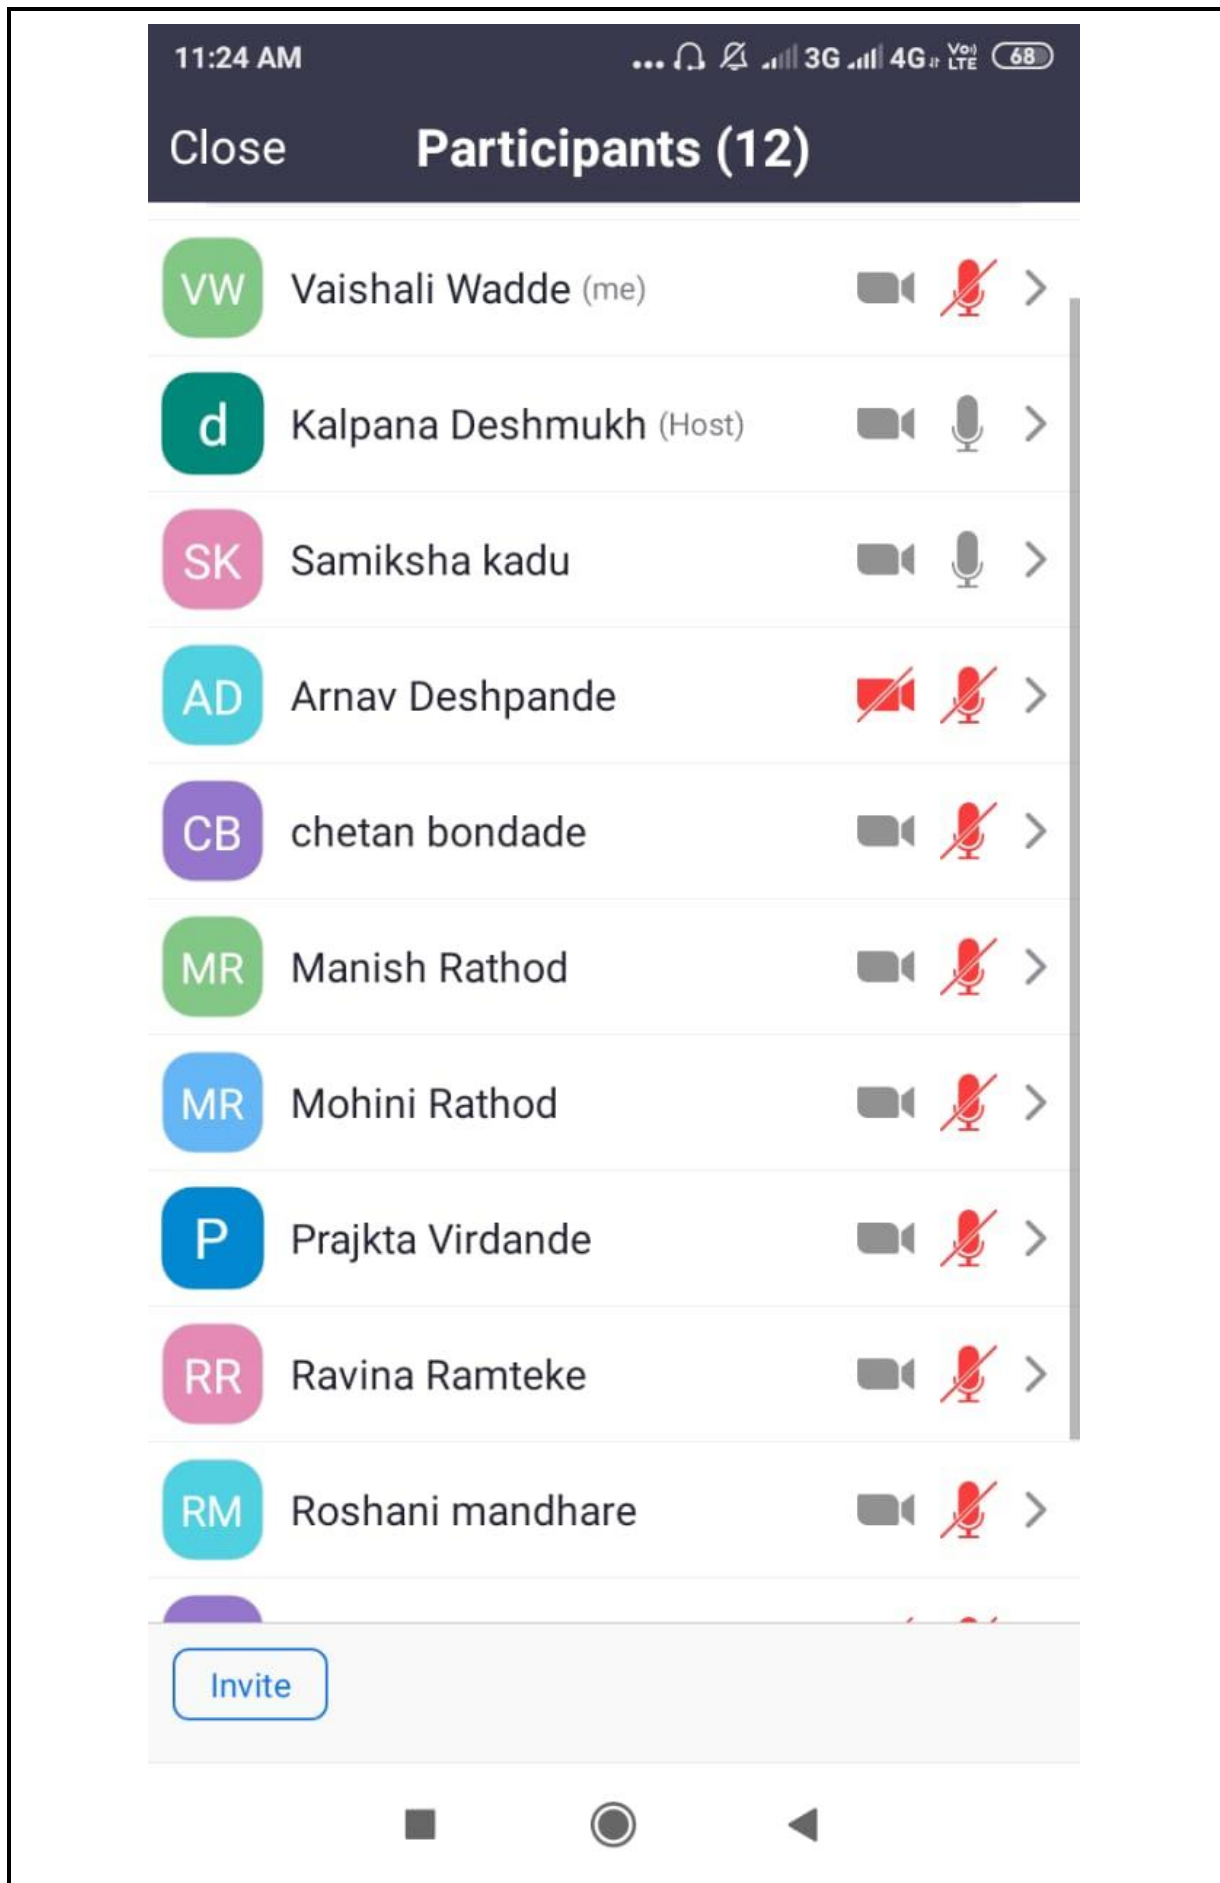 11:24 AM ... 3G 4G Vo) LTE 68
Close Participants (12)
VW Vaishali Wadde (me)
d Kalpana Deshmukh (Host)
SK Samiksha kadu
AD Arnav Deshpande
CB chetan bondade
MR Manish Rathod
MR Mohini Rathod
P Prajkta Virdande
RR Ravina Ramteke
RM Roshani mandhare
Invite